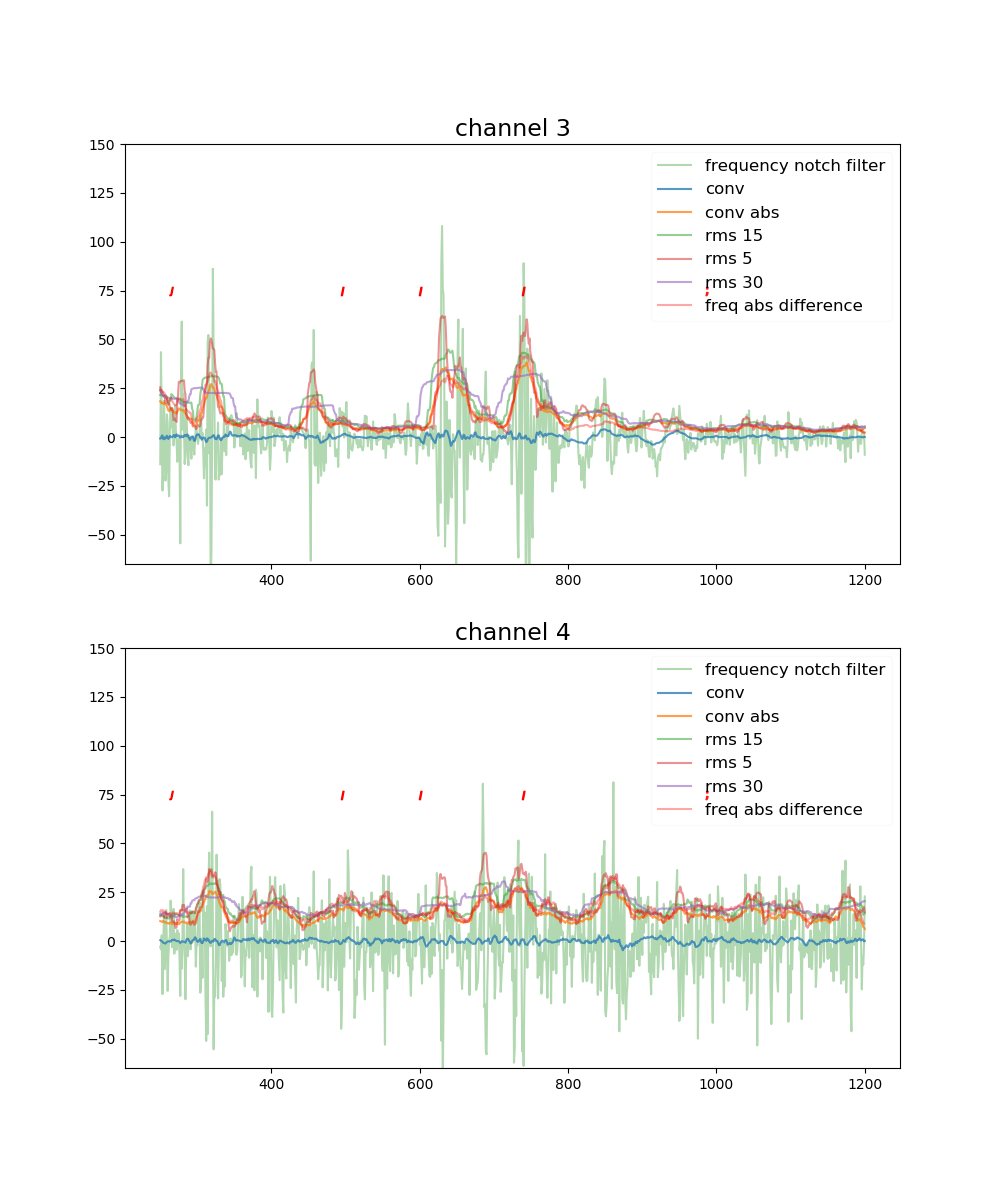 channel 3
150
125
100
75
50
25
0
−25
−50
frequency notch filter
conv
conv abs
rms 15
rms 5
rms 30
freq abs difference
J I I I ;
400 600 800 1000 1200
channel 4
150
125
100
75
50
25
0
−25
−50
frequency notch filter
conv
conv abs
rms 15
rms 5
rms 30
freq abs difference
J I I I ;
400 600 800 1000 1200